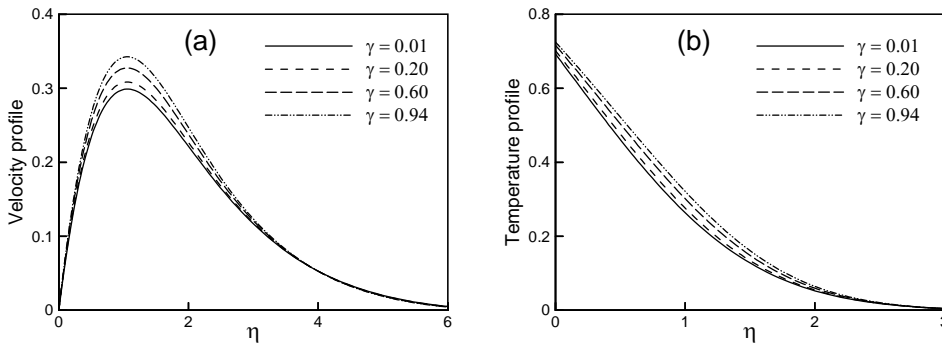 (a)
Velocity profile
0.4
0.3
0.2
0.1
0
0
2
4
6
η
γ = 0.01
γ = 0.20
γ = 0.60
γ = 0.94
(b)
Temperature profile
0.8
0.6
0.4
0.2
0
0
1
2
3
η
γ = 0.01
γ = 0.20
γ = 0.60
γ = 0.94